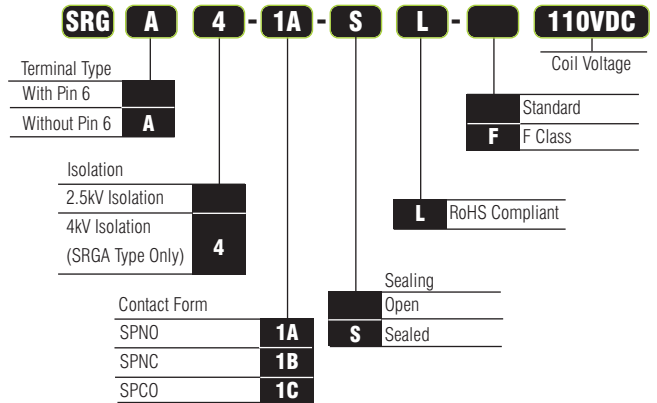 SRG A 4 - 1A - S L - 110VDC
Coil Voltage
Terminal Type
With Pin 6
Without Pin 6 A
Standard
F F Class
Isolation
2.5kV Isolation
4kV Isolation
(SRGA Type Only) 4
L RoHS Compliant
Sealing
Open
S Sealed
Contact Form
SPNO 1A
SPNC 1B
SPCO 1C